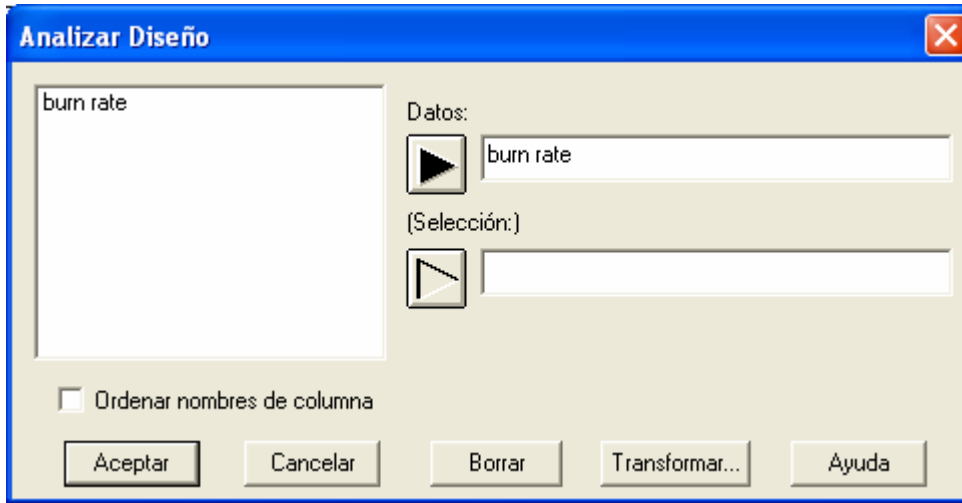 Analizar Diseño
burn rate
Datos:
burn rate
(Selección:)
Ordenar nombres de columna
Aceptar
Cancelar
Borrar
Transformar...
Ayuda